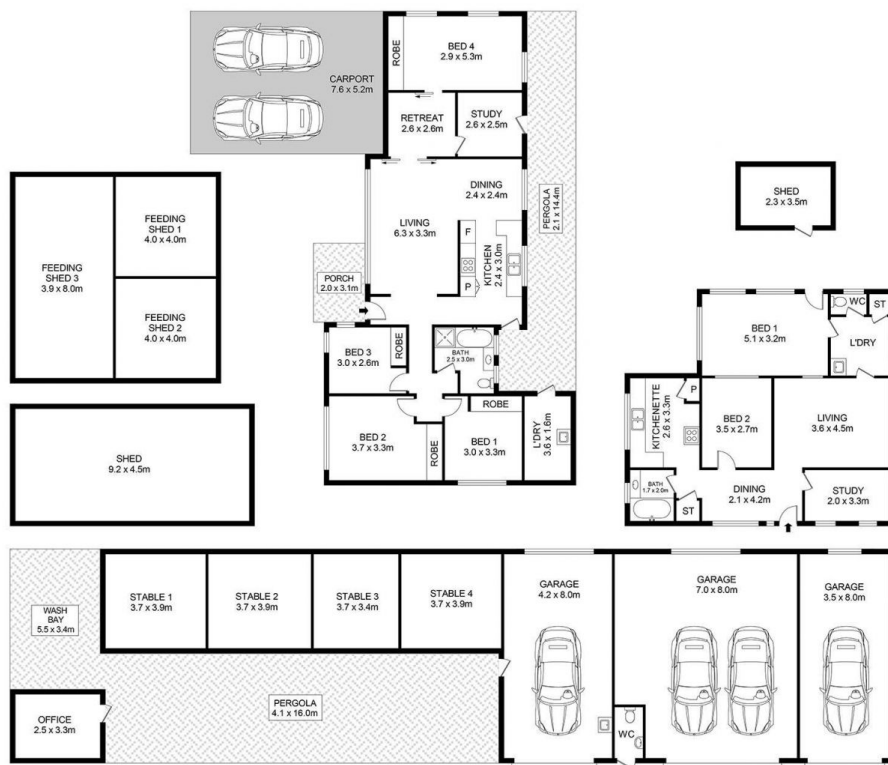 BED 4
2.9 x 5.3m
ROBE
CARPORT
7.6 x 5.2m
RETREAT
2.6 x 2.6m
STUDY
2.6 x 2.5m
DINING
2.4 x 2.4m
LIVING
6.3 x 3.3m
F
P
KITCHEN
2.4 x 3.0m
PERGOLA
2.1 x 14.4m
PORCH
2.0 x 3.1m
BED 3
3.0 x 2.6m
ROBE
BATH
2.5 x 3.0m
BED 2
3.7 x 3.3m
ROBE
ROBE
BED 1
3.0 x 3.3m
L'DRY
3.6 x 1.6m
FEEDING
SHED 3
3.9 x 8.0m
FEEDING
SHED 1
4.0 x 4.0m
FEEDING
SHED 2
4.0 x 4.0m
SHED
9.2 x 4.5m
SHED
2.3 x 3.5m
BED 1
5.1 x 3.2m
WC
ST
L'DRY
KITCHENETTE
2.6 x 3.3m
P
BED 2
3.5 x 2.7m
LIVING
3.6 x 4.5m
BATH
1.7 x 2.0m
ST
DINING
2.1 x 4.2m
STUDY
2.0 x 3.3m
WASH
BAY
5.5 x 3.4m
STABLE 1
3.7 x 3.9m
STABLE 2
3.7 x 3.9m
STABLE 3
3.7 x 3.4m
STABLE 4
3.7 x 3.9m
GARAGE
4.2 x 8.0m
GARAGE
7.0 x 8.0m
GARAGE
3.5 x 8.0m
OFFICE
2.5 x 3.3m
PERGOLA
4.1 x 16.0m
WC